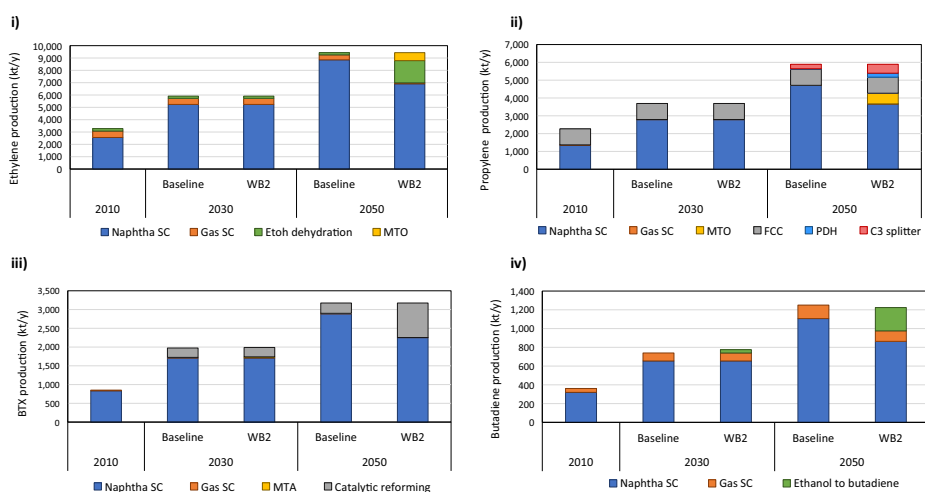 i)
Ethylene production (kt/y)
10,000
9,000
8,000
7,000
6,000
5,000
4,000
3,000
2,000
1,000
0
Baseline WB2 Baseline WB2
2010 2030 2050
Naphtha SC Gas SC Etoh dehydration MTO
ii)
Propylene production (kt/y)
7,000
6,000
5,000
4,000
3,000
2,000
1,000
0
Baseline WB2 Baseline WB2
2010 2030 2050
Naphtha SC Gas SC MTO FCC PDH C3 splitter
iii)
BTX production (kt/y)
3,500
3,000
2,500
2,000
1,500
1,000
500
0
Baseline WB2 Baseline WB2
2010 2030 2050
Naphtha SC Gas SC MTA Catalytic reforming
iv)
Butadiene production (kt/y)
1,400
1,200
1,000
800
600
400
200
0
Baseline WB2 Baseline WB2
2010 2030 2050
Naphtha SC Gas SC Ethanol to butadiene